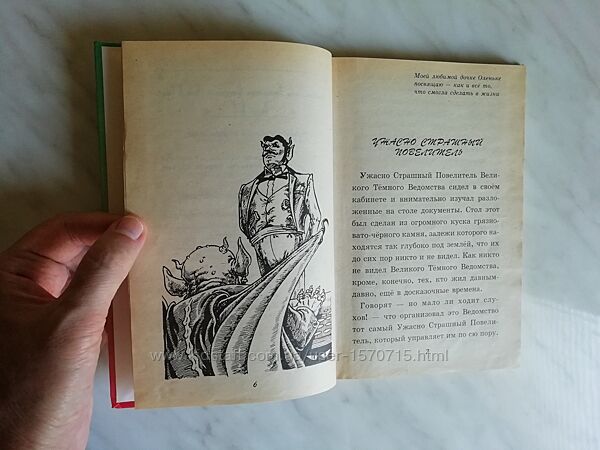 6
Моей любимой дочке Оленьке
посвящаю — как и всё то,
что смогла сделать в жизни
УЖАСНО СТРАШНЫЙ
ПОВЕЛИТЕЛЬ
Ужасно Страшный Повелитель Вели-
кого Тёмного Ведомства сидел в своём
кабинете и внимательно изучал разло-
женные на столе документы. Стол этот
был сделан из огромного куска грязно-
вато-чёрного камня, залежи которого на-
ходятся так глубоко под землёй, что их
до сих пор никто и не видел. Как никто
не видел Великого Тёмного Ведомства,
кроме, конечно, тех, кто жил давным-
давно, ещё в досказочные времена.
Говорят — но мало ли ходит слу-
хов! — что организовал это Ведомство
тот самый Ужасно Страшный Повели-
тель, который управляет им по сю пору.